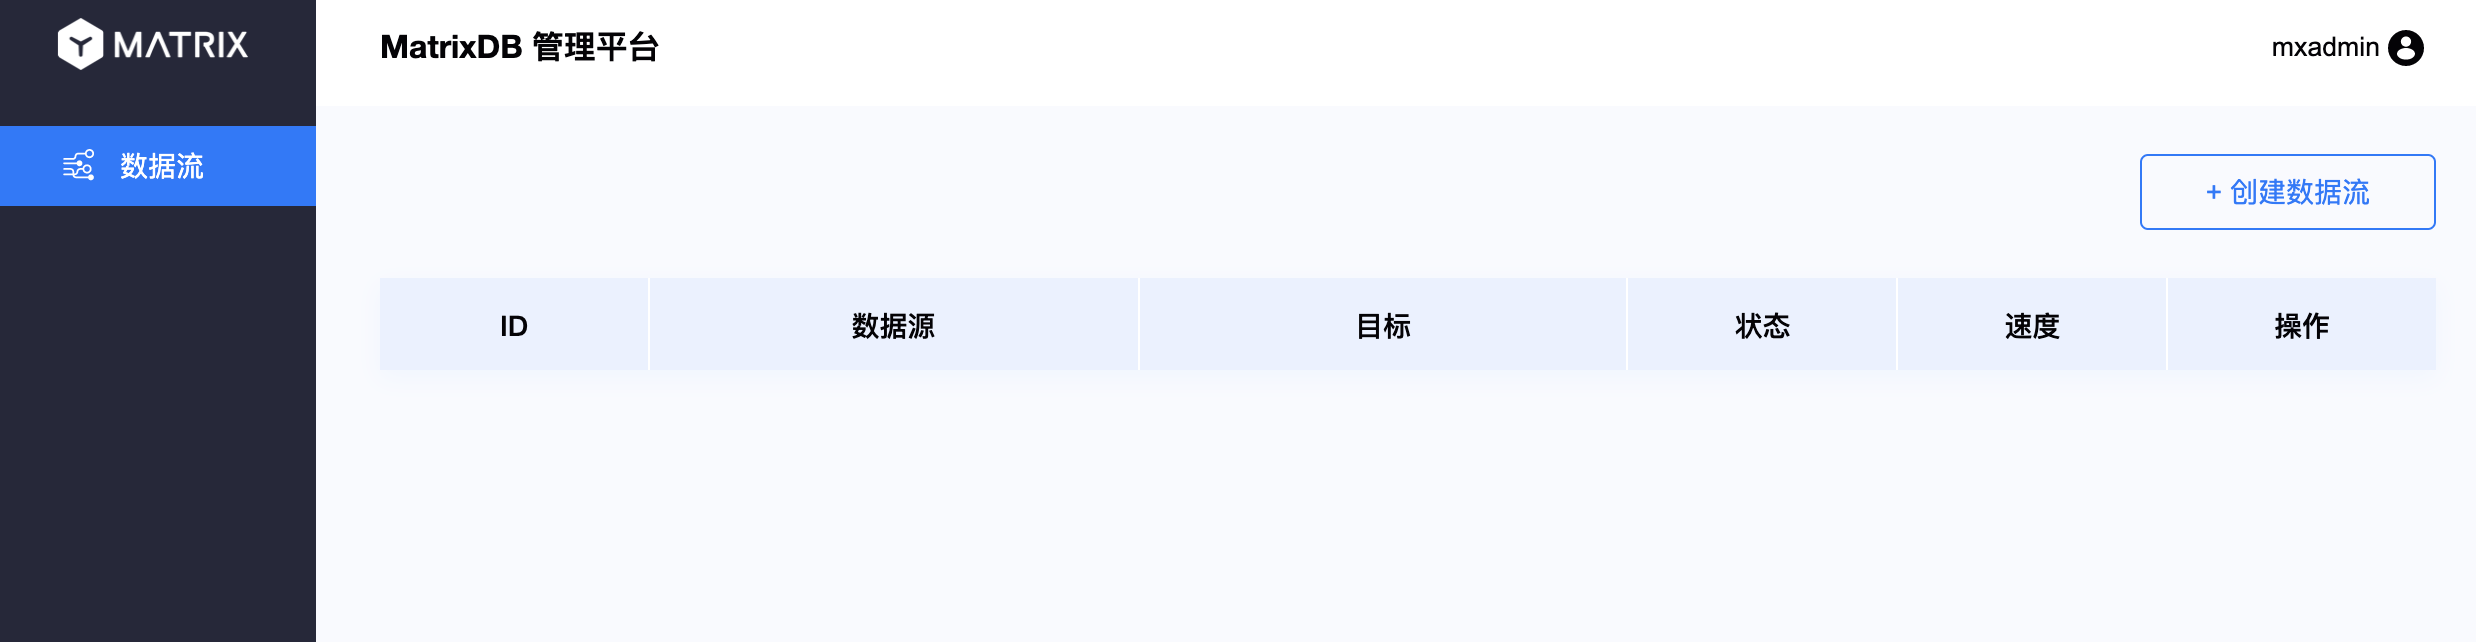 MATRIX
MatrixDB 管理平台
mxadmin
数据流
+ 创建数据流
ID 数据源 目标 状态 速度 操作